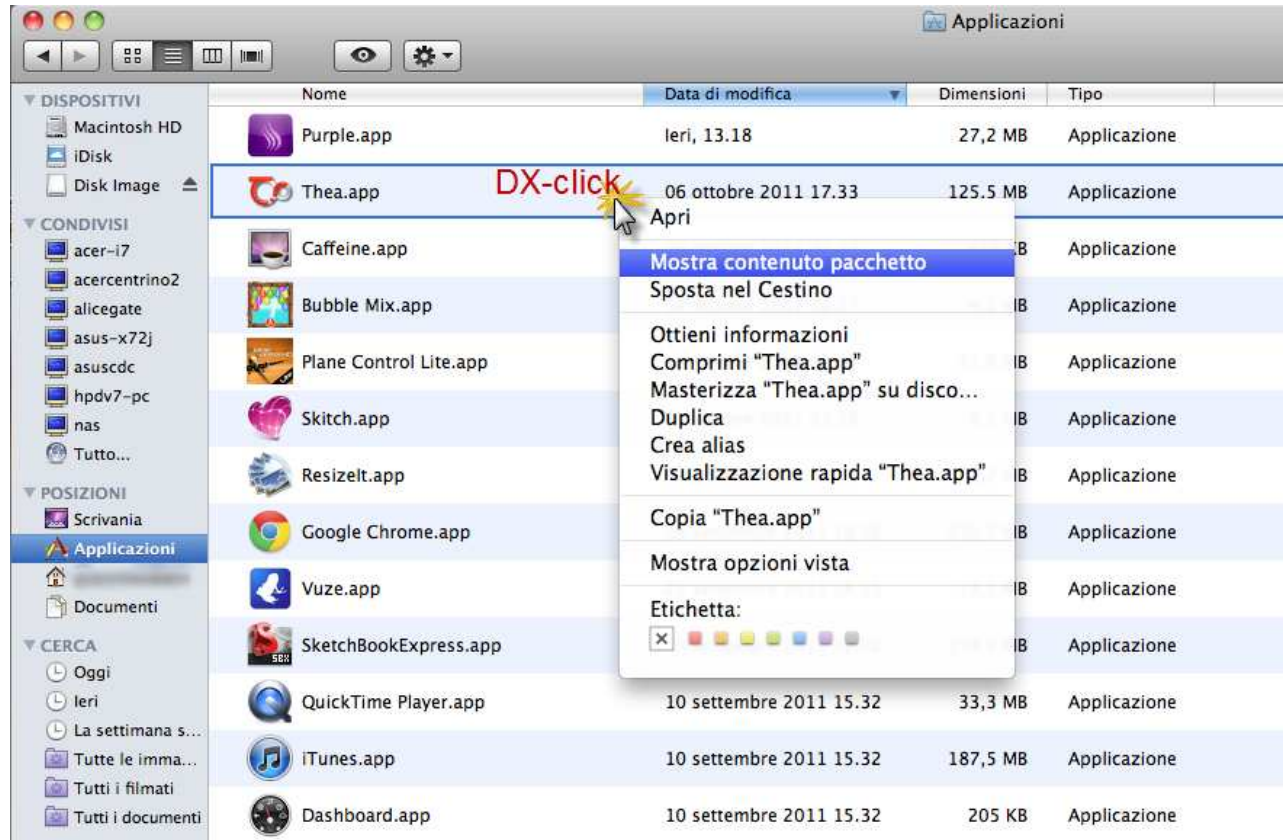 Applicazioni
Nome Data di modifica Dimensioni Tipo
DISPOSITIVI
Macintosh HD
iDisk
Disk Image
CONDIVISI
acer-i7
acercentrino2
alicegate
asus-x72j
asuscdc
hpdv7-pc
nas
Tutto...
POSIZIONI
Scrivania
Applicazioni
Documenti
CERCA
Oggi
Ieri
La settimana s...
Tutte le imma...
Tutti i filmati
Tutti i documenti
Purple.app Ieri, 13.18 27,2 MB Applicazione
Thea.app DX-click 06 ottobre 2011 17.33 125,5 MB Applicazione
Caffeine.app KB Applicazione
Bubble Mix.app MB Applicazione
Plane Control Lite.app MB Applicazione
Skitch.app MB Applicazione
ResizeIt.app MB Applicazione
Google Chrome.app MB Applicazione
Vuze.app MB Applicazione
SketchBookExpress.app MB Applicazione
QuickTime Player.app 10 settembre 2011 15.32 33,3 MB Applicazione
iTunes.app 10 settembre 2011 15.32 187,5 MB Applicazione
Dashboard.app 10 settembre 2011 15.32 205 KB Applicazione
Apri
Mostra contenuto pacchetto
Sposta nel Cestino
Ottieni informazioni
Comprimi “Thea.app”
Masterizza “Thea.app” su disco...
Duplica
Crea alias
Visualizzazione rapida “Thea.app”
Copia “Thea.app”
Mostra opzioni vista
Etichetta: